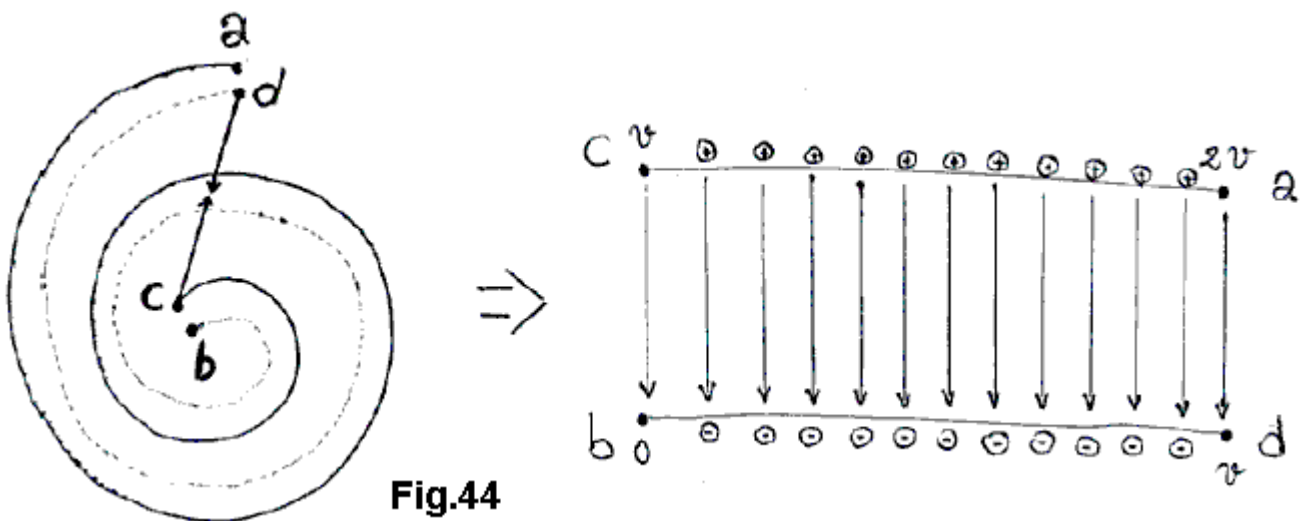 a
d
c
b
Fig.44
⇒
C v ⊕ ⊕ ⊕ ⊕ ⊕ ⊕ ⊕ ⊙ ⊕ ⊕ ⊕ 2v a
b 0 ⊖ ⊖ ⊖ ⊖ ⊖ ⊖ ⊖ ⊖ ⊖ ⊖ ⊖ v d